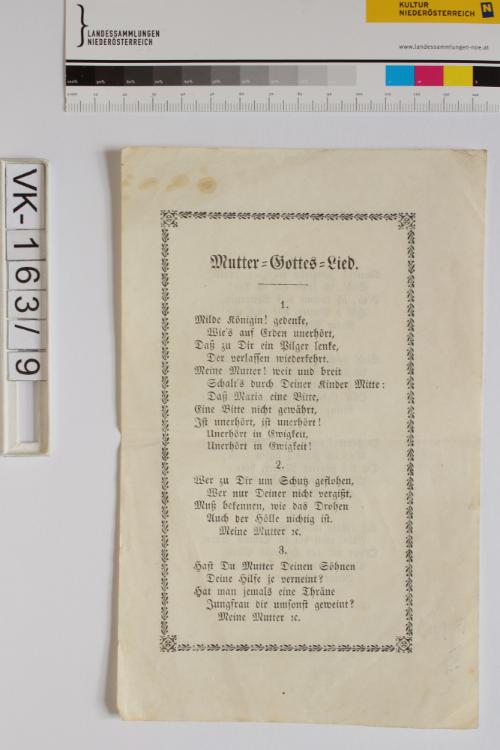 LANDESSAMMLUNGEN
NIEDERÖSTERREICH
KULTUR
NIEDERÖSTERREICH
www.landessammlungen-noe.at
VK-163/9
Mutter=Gottes=Lied.
1.
Milde Königin! gedenke,
Wie's auf Erden unerhört,
Daß zu Dir ein Pilger lenke,
Der verlassen wiederkehrt.
Meine Mutter! weit und breit
Schall's durch Deiner Kinder Mitte:
Daß Maria eine Bitte,
Eine Bitte nicht gewährt,
Ist unerhört, ist unerhört!
Unerhört in Ewigkeit,
Unerhört in Ewigkeit!
2.
Wer zu Dir um Schutz geflohen,
Wer nur Deiner nicht vergißt,
Muß bekennen, wie das Drohen
Auch der Hölle nichtig ist.
Meine Mutter ꝛc.
3.
Hast Du Mutter Deinen Söhnen
Deine Hilfe je verneint?
Hat man jemals eine Thräne
Jungfrau dir umsonst geweint?
Meine Mutter ꝛc.